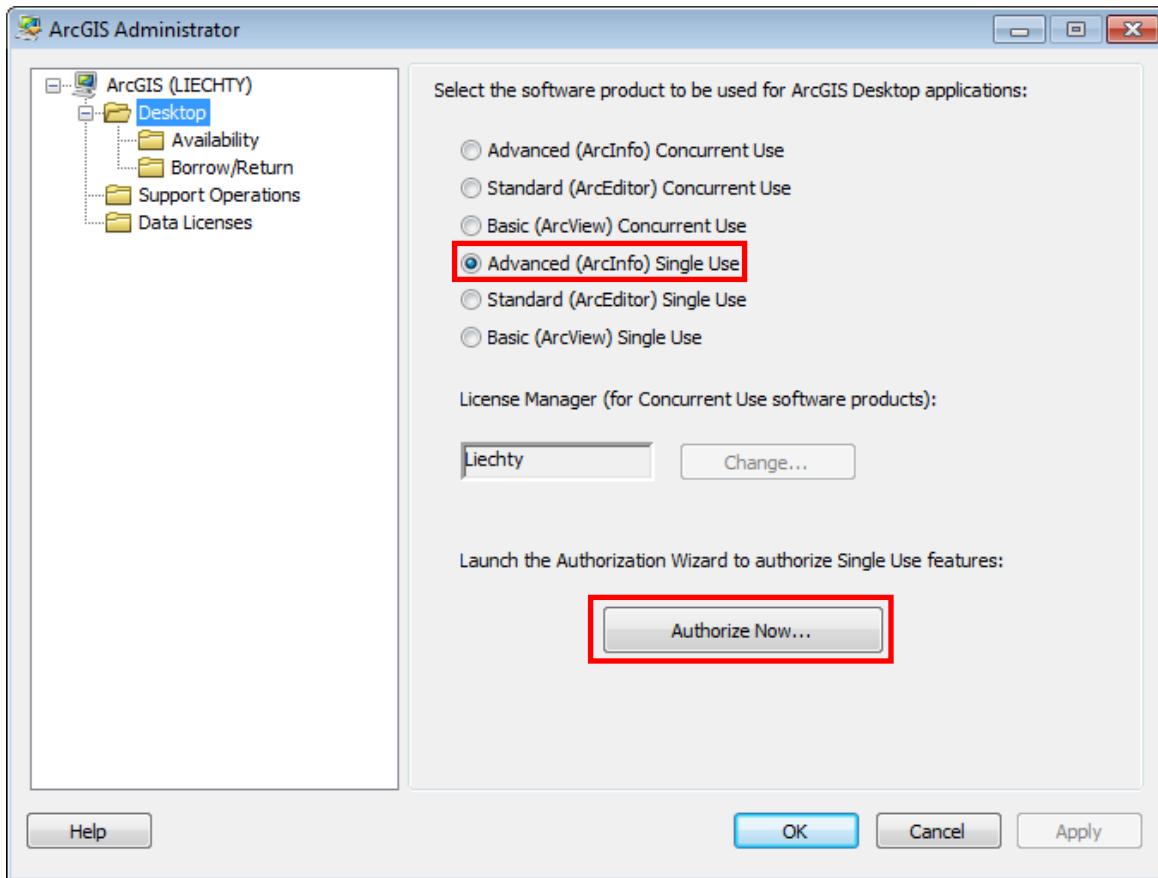 ArcGIS Administrator
ArcGIS (LIECHTY)
Desktop
Availability
Borrow/Return
Support Operations
Data Licenses
Select the software product to be used for ArcGIS Desktop applications:
Advanced (ArcInfo) Concurrent Use
Standard (ArcEditor) Concurrent Use
Basic (ArcView) Concurrent Use
Advanced (ArcInfo) Single Use
Standard (ArcEditor) Single Use
Basic (ArcView) Single Use
License Manager (for Concurrent Use software products):
Liechty
Change...
Launch the Authorization Wizard to authorize Single Use features:
Authorize Now...
Help
OK
Cancel
Apply